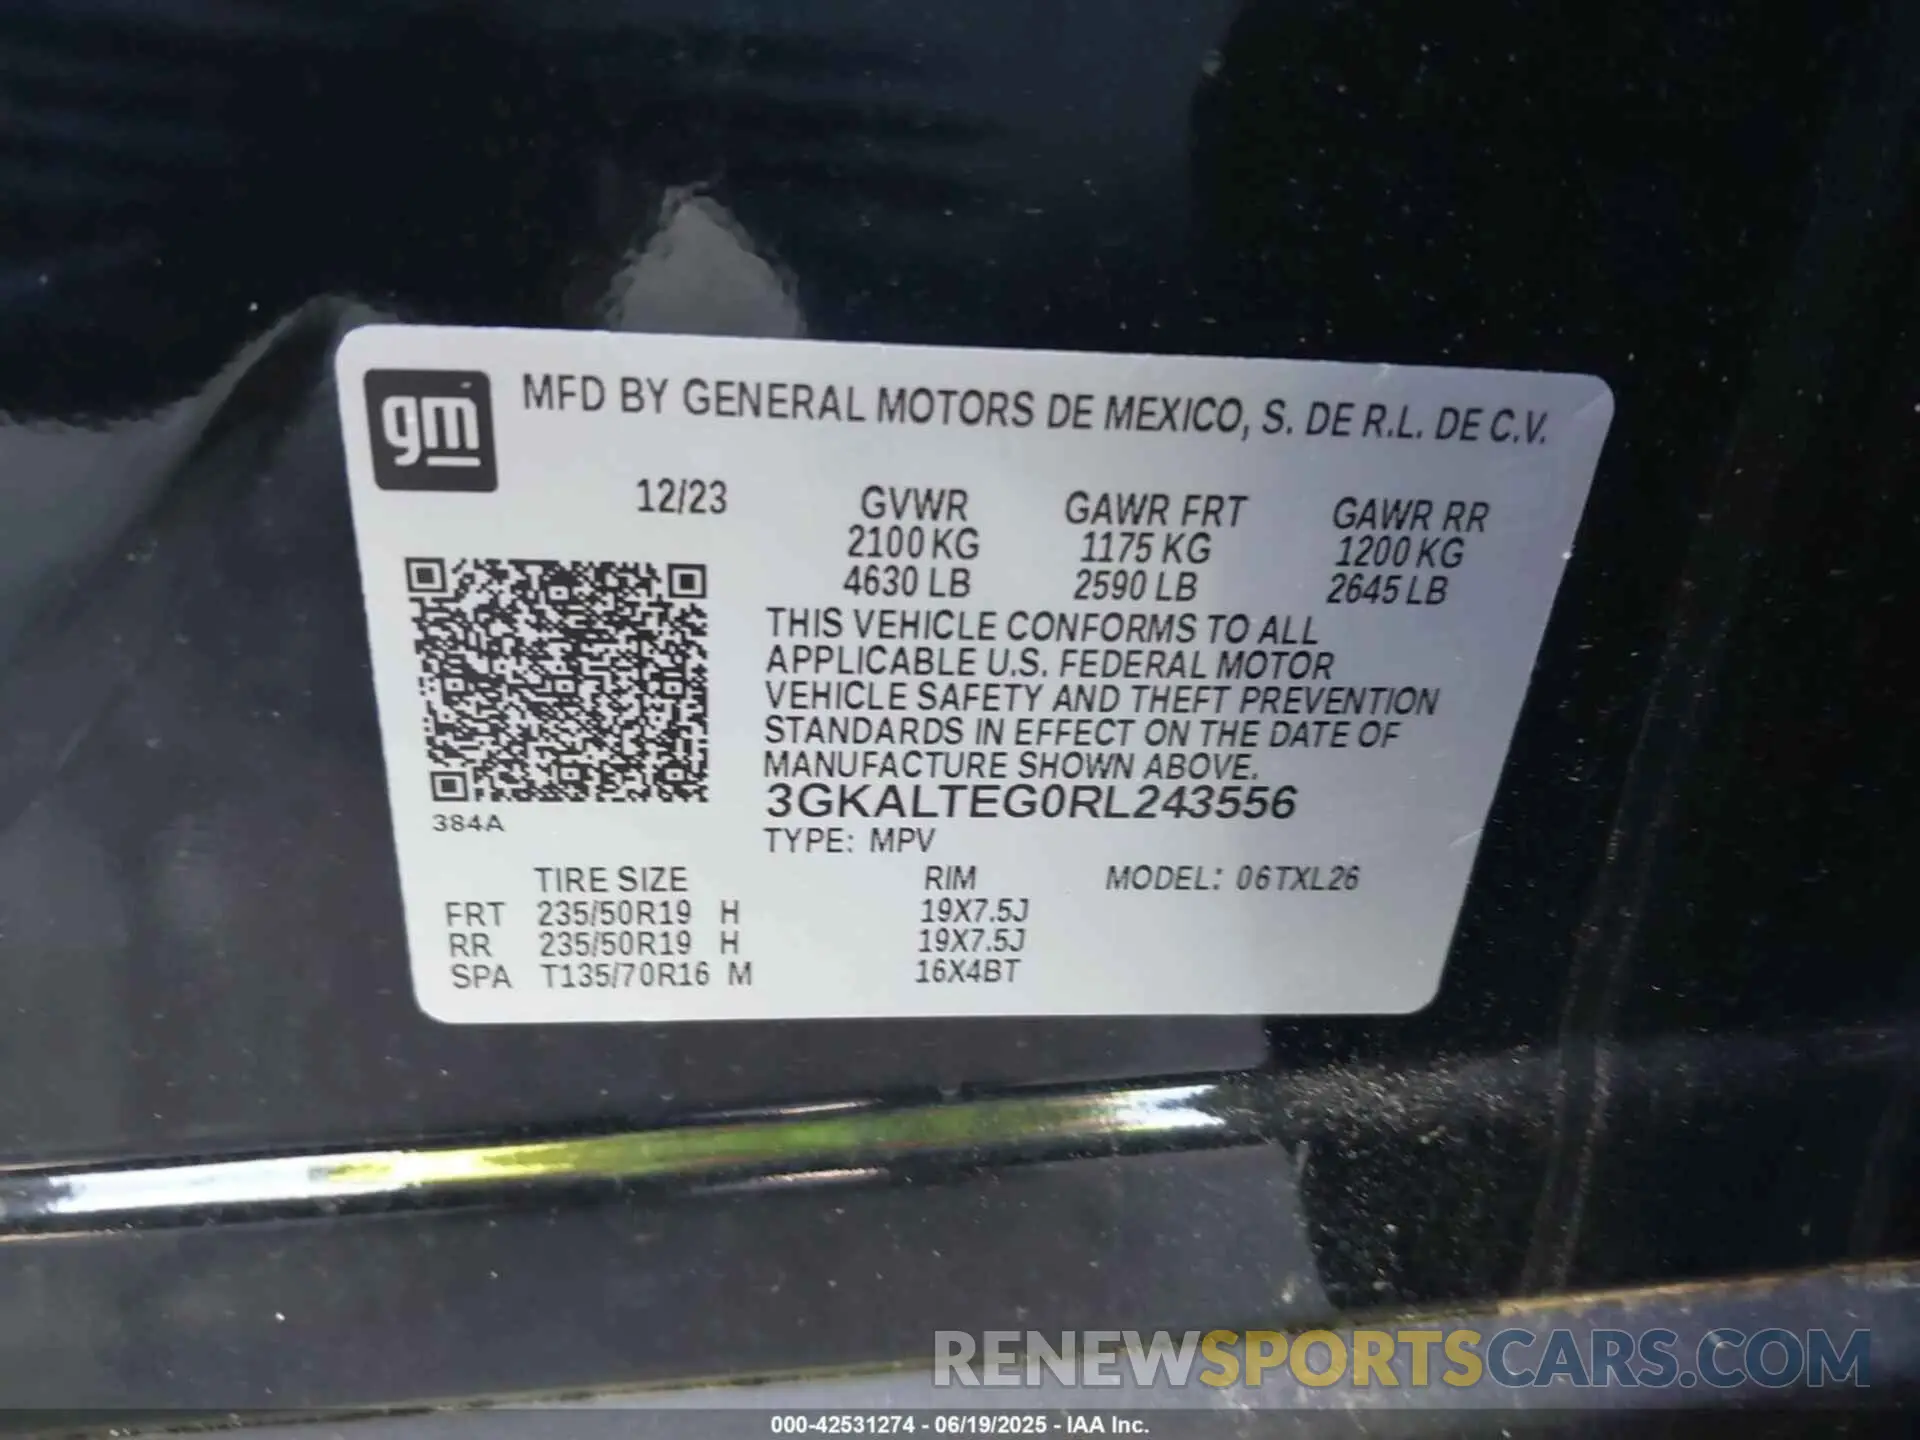 gm
MFD BY GENERAL MOTORS DE MEXICO, S. DE R.L. DE C.V.
12/23 GVWR GAWR FRT GAWR RR
2100 KG 1175 KG 1200 KG
4630 LB 2590 LB 2645 LB
THIS VEHICLE CONFORMS TO ALL
APPLICABLE U.S. FEDERAL MOTOR
VEHICLE SAFETY AND THEFT PREVENTION
STANDARDS IN EFFECT ON THE DATE OF
MANUFACTURE SHOWN ABOVE.
3GKALTEG0RL243556
384A
TYPE: MPV
TIRE SIZE RIM MODEL: 06TXL26
FRT 235/50R19 H 19X7.5J
RR 235/50R19 H 19X7.5J
SPA T135/70R16 M 16X4BT
RENEWSPORTSCARS.COM
000-42531274 - 06/19/2025 - IAA Inc.